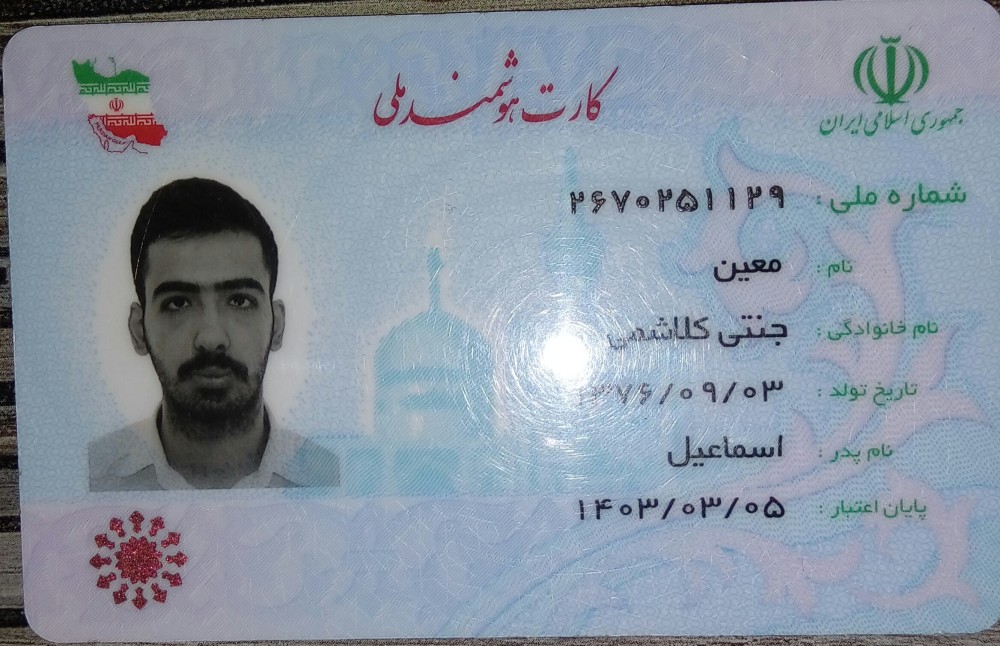 کارت هوشمند ملی
جمهوری اسلامی ایران
شماره ملی : ۲۶۷۰۲۵۱۱۲۹
نام : معین
نام خانوادگی : جنتی کلاشمی
تاریخ تولد : ۱۳۷۶/۰۹/۰۳
نام پدر : اسماعیل
پایان اعتبار : ۱۴۰۳/۰۳/۰۵